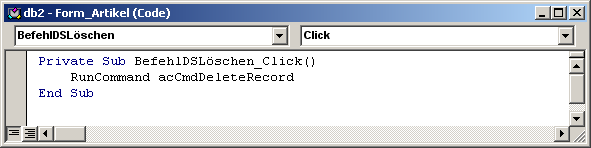 db2 - Form_Artikel (Code)
BefehlDSLöschen Click
Private Sub BefehlDSLöschen_Click()
    RunCommand acCmdDeleteRecord
End Sub